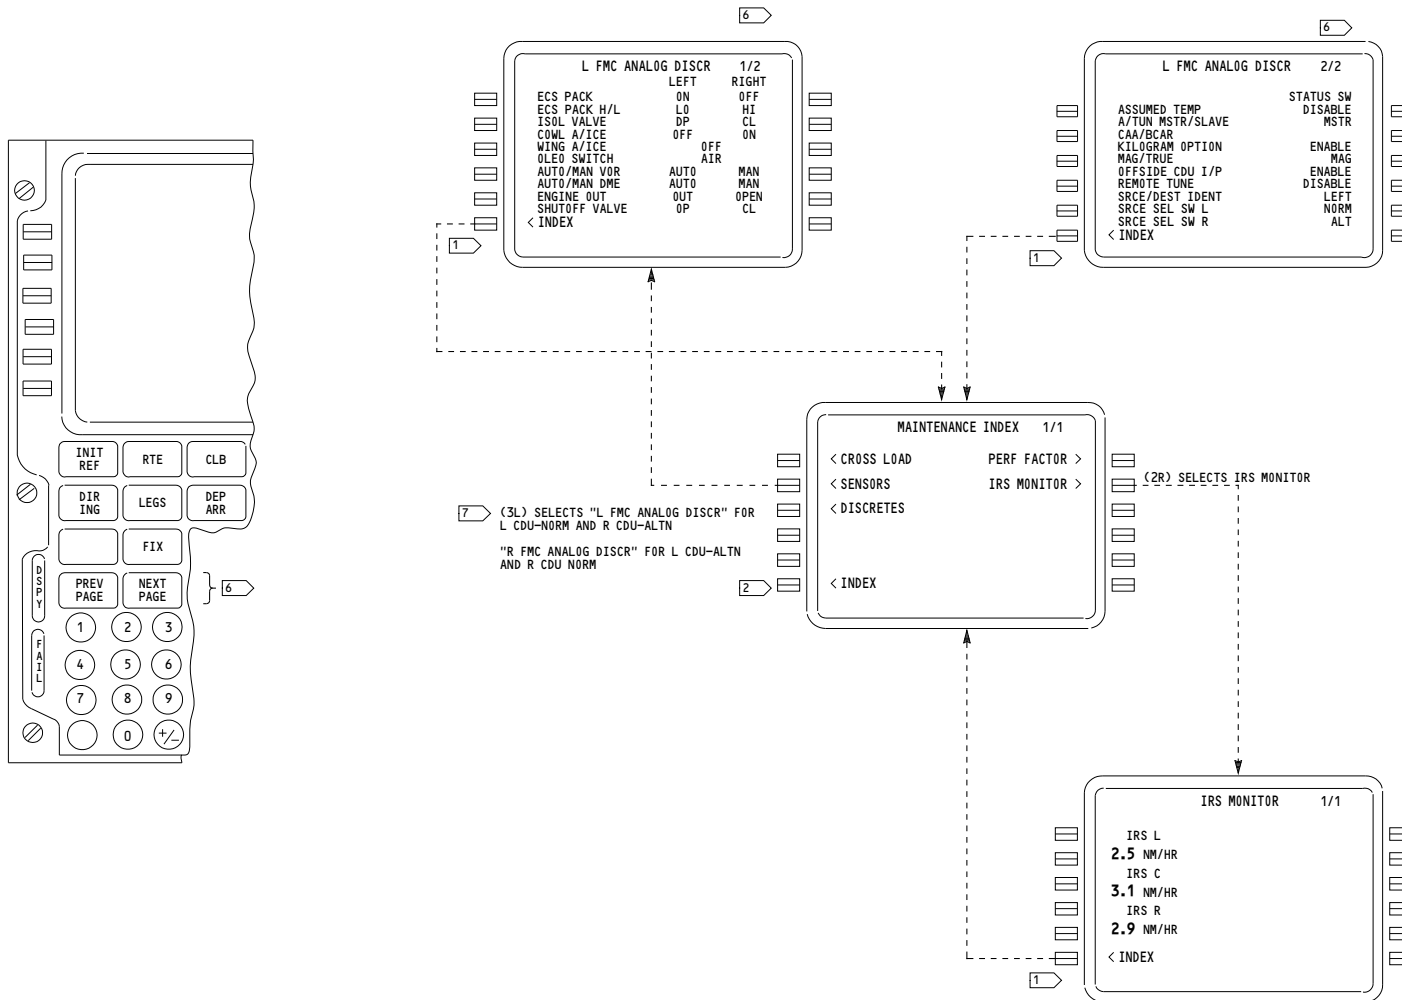 6
L FMC ANALOG DISCR 1/2
LEFT RIGHT
ECS PACK ON OFF
ECS PACK H/L LO HI
ISOL VALVE DP CL
COWL A/ICE OFF ON
WING A/ICE OFF
OLEO SWITCH AIR
AUTO/MAN VOR AUTO MAN
AUTO/MAN DME AUTO MAN
ENGINE OUT OUT OPEN
SHUTOFF VALVE OP CL
< INDEX
1
6
L FMC ANALOG DISCR 2/2
STATUS SW
ASSUMED TEMP DISABLE
A/TUN MSTR/SLAVE MSTR
CAA/BCAR
KILOGRAM OPTION ENABLE
MAG/TRUE MAG
OFFSIDE CDU I/P ENABLE
REMOTE TUNE DISABLE
SRCE/DEST IDENT LEFT
SRCE SEL SW L NORM
SRCE SEL SW R ALT
< INDEX
1
INIT REF
RTE
CLB
DIR ING
LEGS
DEP ARR
FIX
PREV PAGE
NEXT PAGE
6
DSPY
FAIL
1 2 3
4 5 6
7 8 9
0 +/-
MAINTENANCE INDEX 1/1
< CROSS LOAD PERF FACTOR >
< SENSORS IRS MONITOR >
< DISCRETES
< INDEX
(2R) SELECTS IRS MONITOR
7 (3L) SELECTS "L FMC ANALOG DISCR" FOR
L CDU-NORM AND R CDU-ALTN
"R FMC ANALOG DISCR" FOR L CDU-ALTN
AND R CDU NORM
2
IRS MONITOR 1/1
IRS L
2.5 NM/HR
IRS C
3.1 NM/HR
IRS R
2.9 NM/HR
< INDEX
1